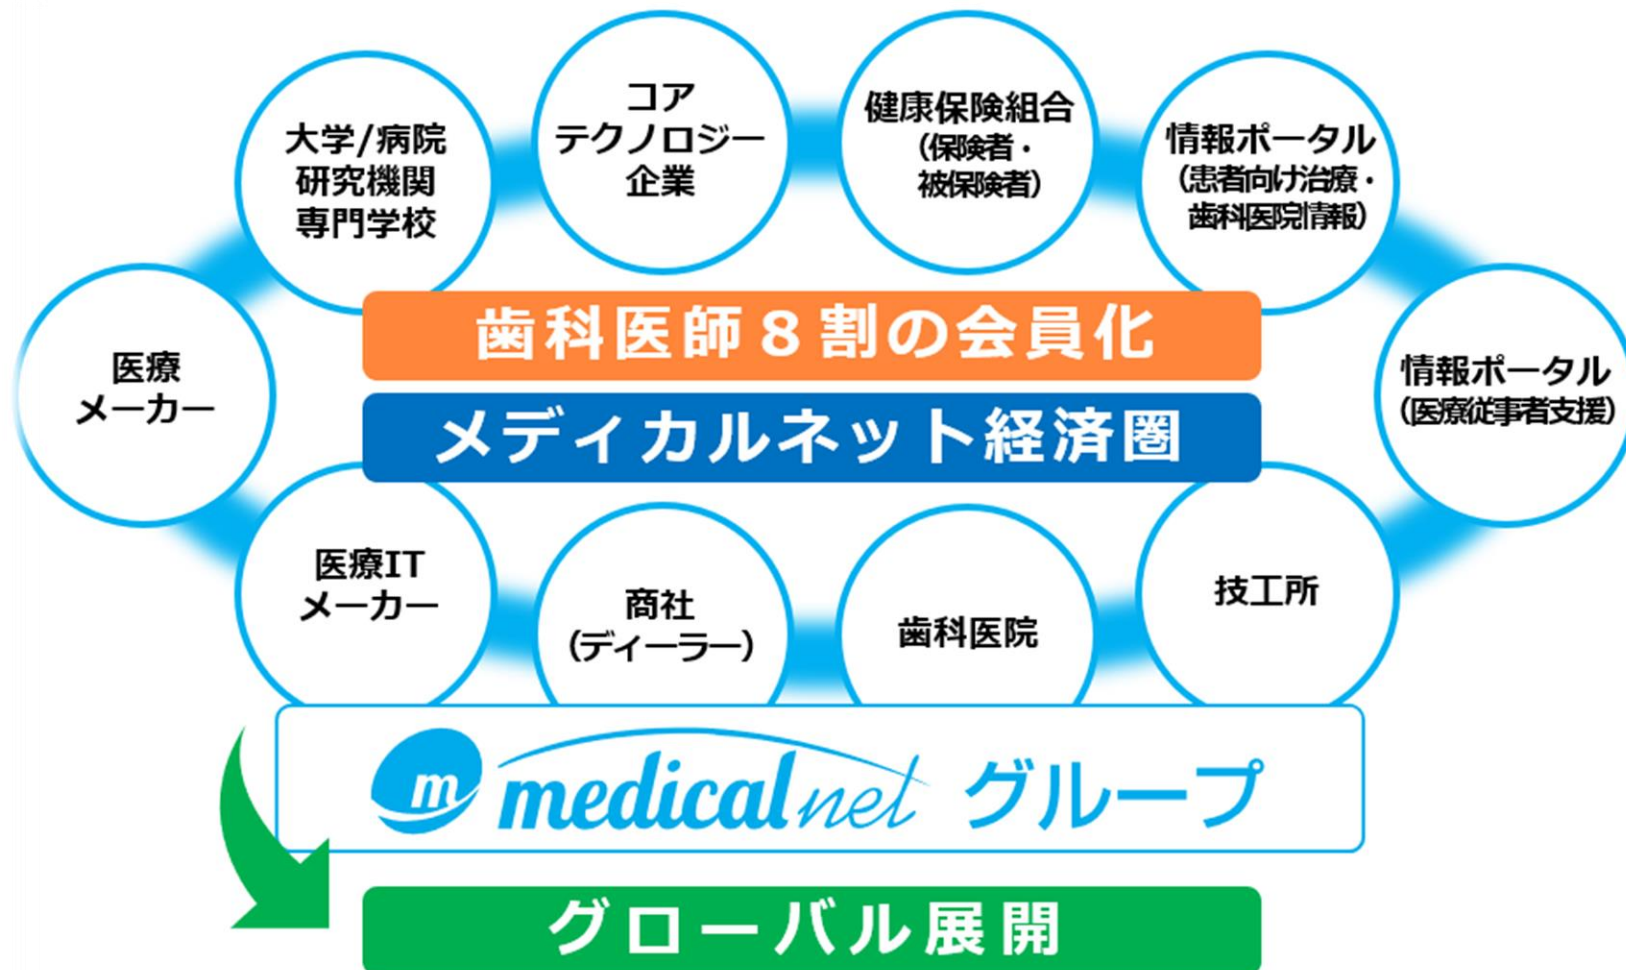 大学/病院
研究機関
専門学校
コア
テクノロジー
企業
健康保険組合
（保険者・
被保険者）
情報ポータル
（患者向け治療・
歯科医院情報）
医療
メーカー
歯科医師８割の会員化
メディカルネット経済圏
情報ポータル
（医療従事者支援）
医療IT
メーカー
商社
（ディーラー）
歯科医院
技工所
m medicalnet グループ
グローバル展開